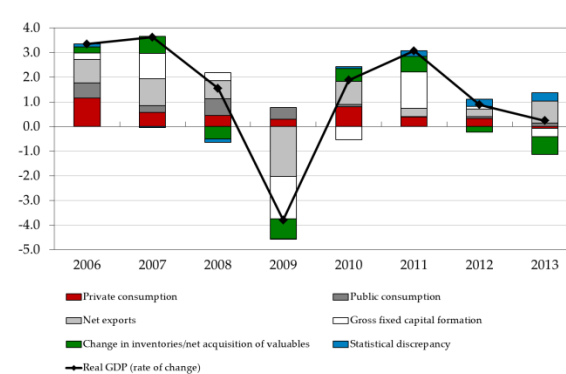 4.0
3.0
2.0
1.0
0.0
-1.0
-2.0
-3.0
-4.0
-5.0
2006 2007 2008 2009 2010 2011 2012 2013
Private consumption Public consumption
Net exports Gross fixed capital formation
Change in inventories/net acquisition of valuables Statistical discrepancy
Real GDP (rate of change)